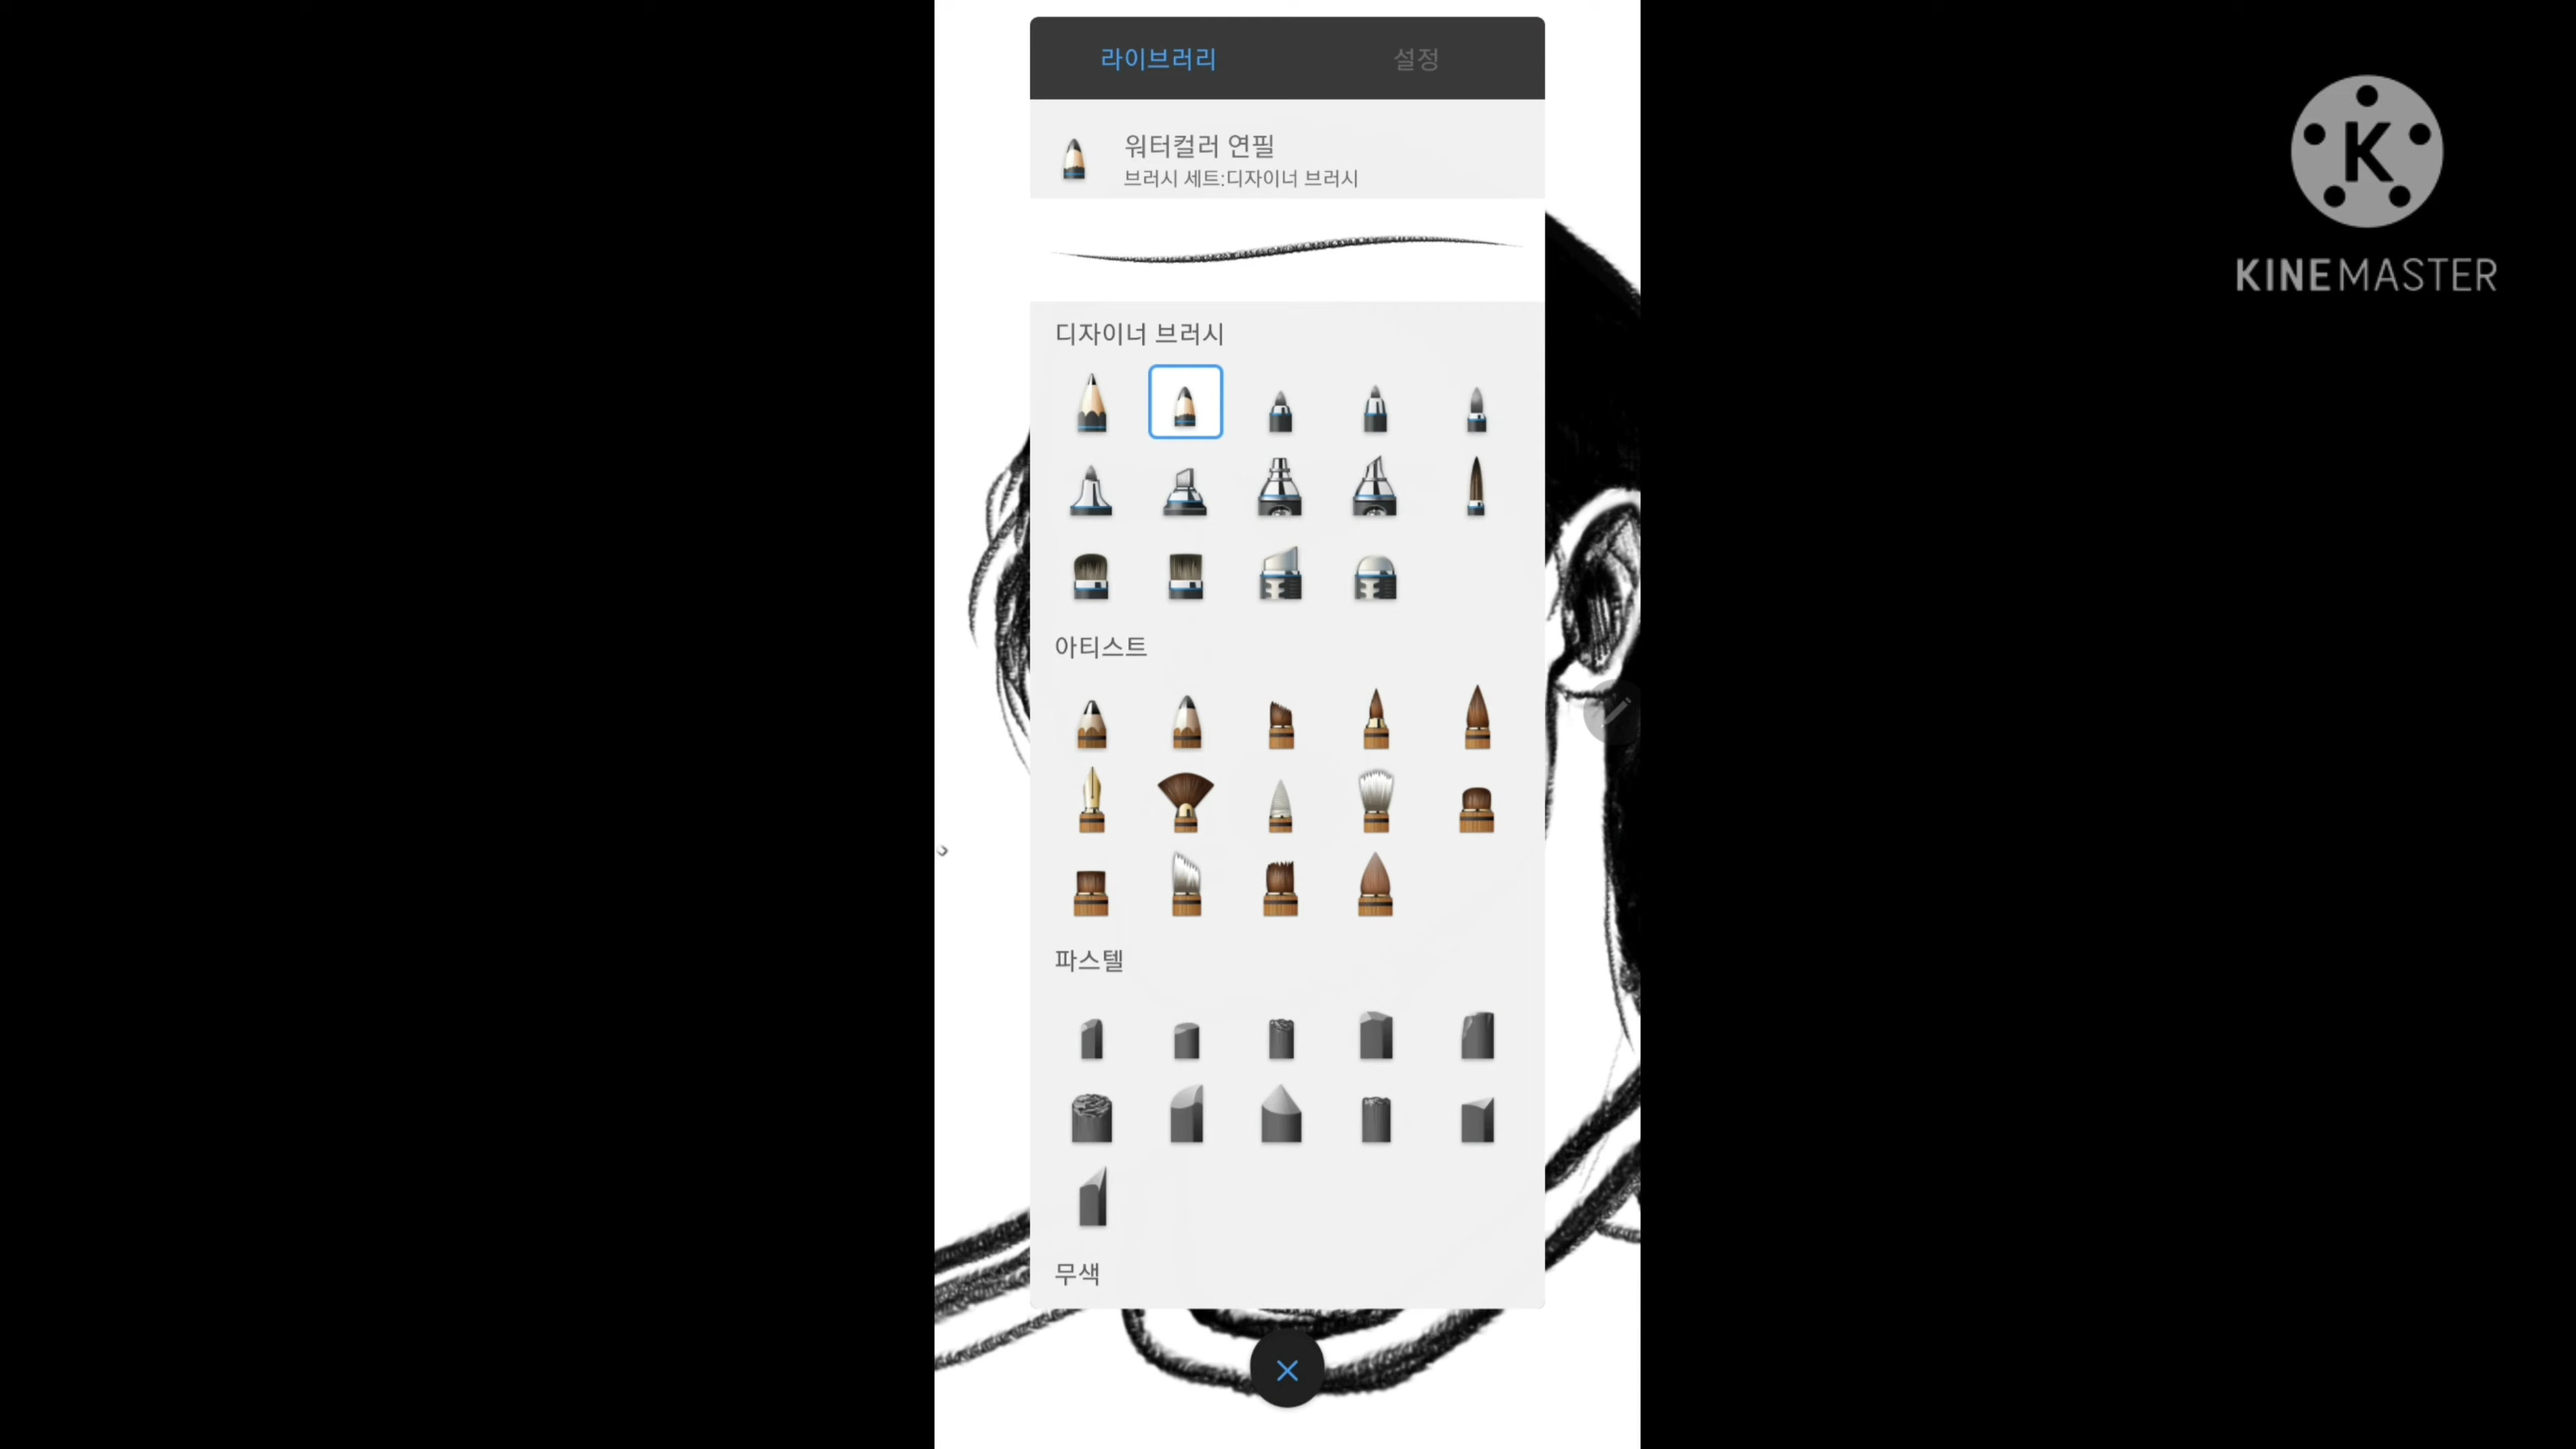 라이브러리 설정
워터컬러 연필
브러시 세트:디자이너 브러시
디자이너 브러시
아티스트
파스텔
무색
K
KINEMASTER